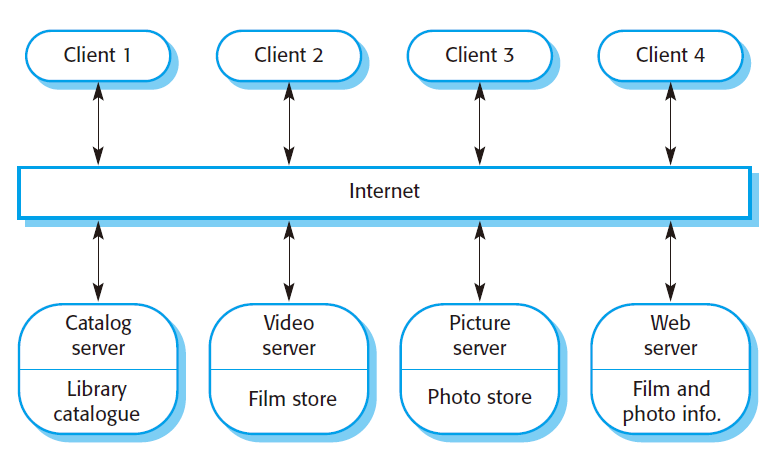 Client 1
Client 2
Client 3
Client 4
Internet
Catalog
server
Library
catalogue
Video
server
Film store
Picture
server
Photo store
Web
server
Film and
photo info.